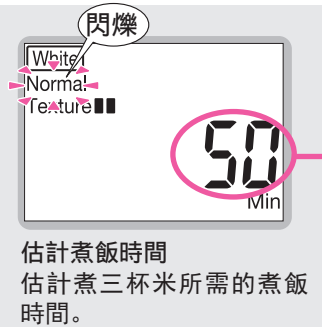 閃爍
White
Normal
Texture
50
Min
估計煮飯時間
估計煮三杯米所需的煮飯
時間。